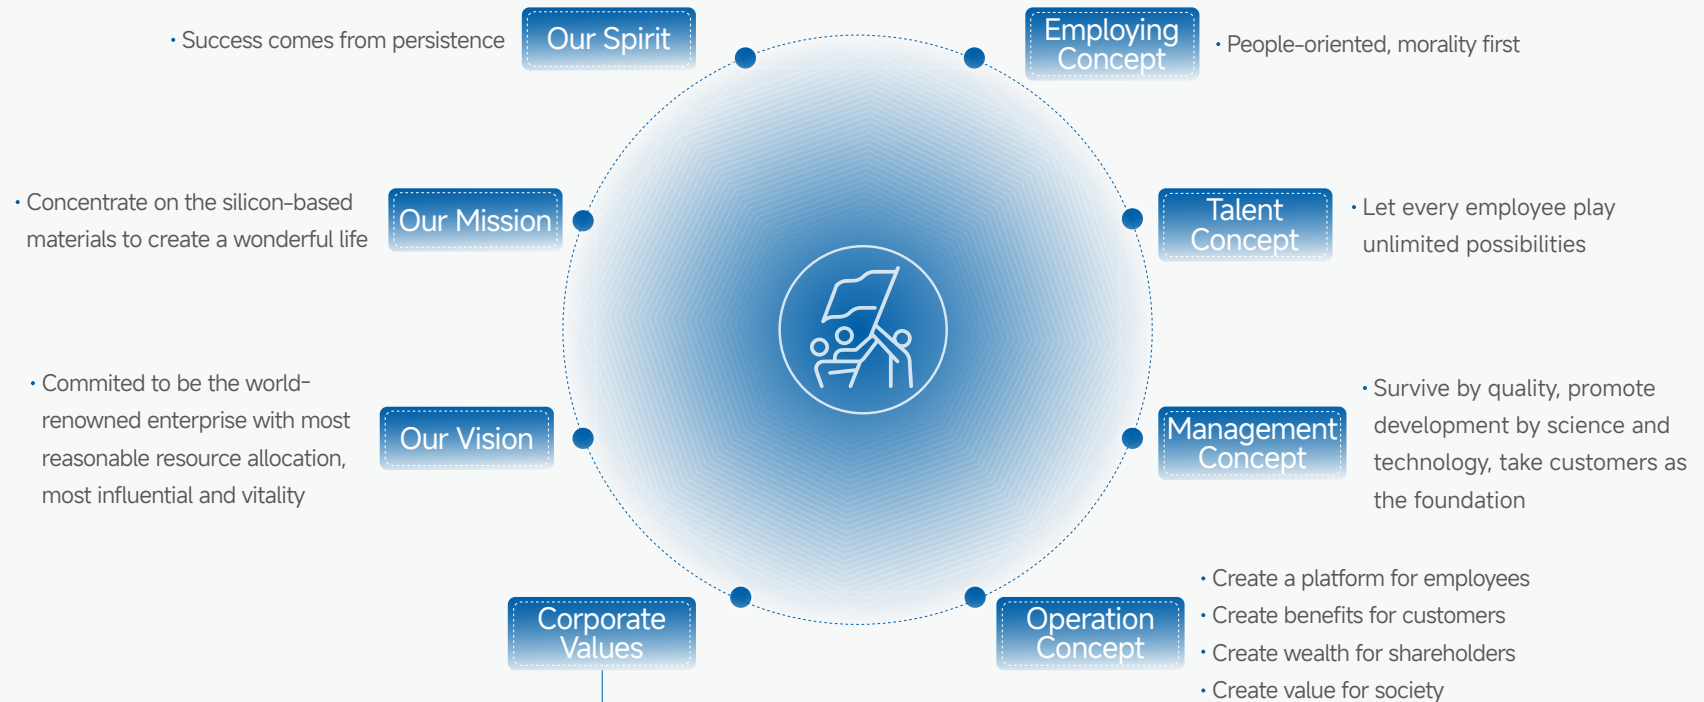 Our Spirit
• Success comes from persistence
Employing
Concept
• People-oriented, morality first
Our Mission
• Concentrate on the silicon-based
materials to create a wonderful life
Talent
Concept
• Let every employee play
unlimited possibilities
Our Vision
• Commited to be the world-
renowned enterprise with most
reasonable resource allocation,
most influential and vitality
Management
Concept
• Survive by quality, promote
development by science and
technology, take customers as
the foundation
Corporate
Values
Operation
Concept
• Create a platform for employees
• Create benefits for customers
• Create wealth for shareholders
• Create value for society